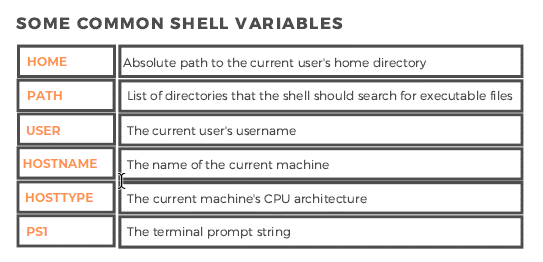 SOME COMMON SHELL VARIABLES
HOME Absolute path to the current user's home directory
PATH List of directories that the shell should search for executable files
USER The current user's username
HOSTNAME The name of the current machine
HOSTTYPE The current machine's CPU architecture
PS1 The terminal prompt string